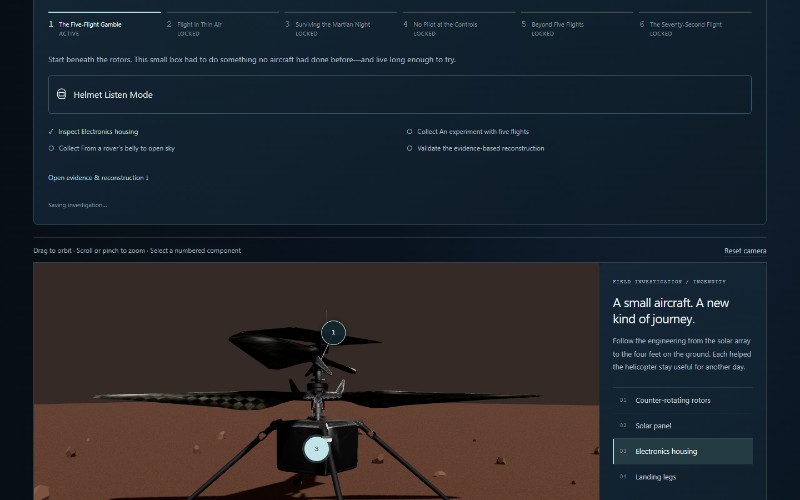 1 The Five-Flight Gamble
ACTIVE
2 Flight in Thin Air
LOCKED
3 Surviving the Martian Night
LOCKED
4 No Pilot at the Controls
LOCKED
5 Beyond Five Flights
LOCKED
6 The Seventy-Second Flight
LOCKED
Start beneath the rotors. This small box had to do something no aircraft had done before—and live long enough to try.
Helmet Listen Mode
Inspect Electronics housing
Collect An experiment with five flights
Collect From a rover's belly to open sky
Validate the evidence-based reconstruction
Open evidence & reconstruction ↓
Saving investigation…
Drag to orbit · Scroll or pinch to zoom · Select a numbered component
Reset camera
1
3
FIELD INVESTIGATION / INGENUITY
A small aircraft. A new
kind of journey.
Follow the engineering from the solar array
to the four feet on the ground. Each helped
the helicopter stay useful for another day.
01 Counter-rotating rotors
02 Solar panel
03 Electronics housing
04 Landing legs